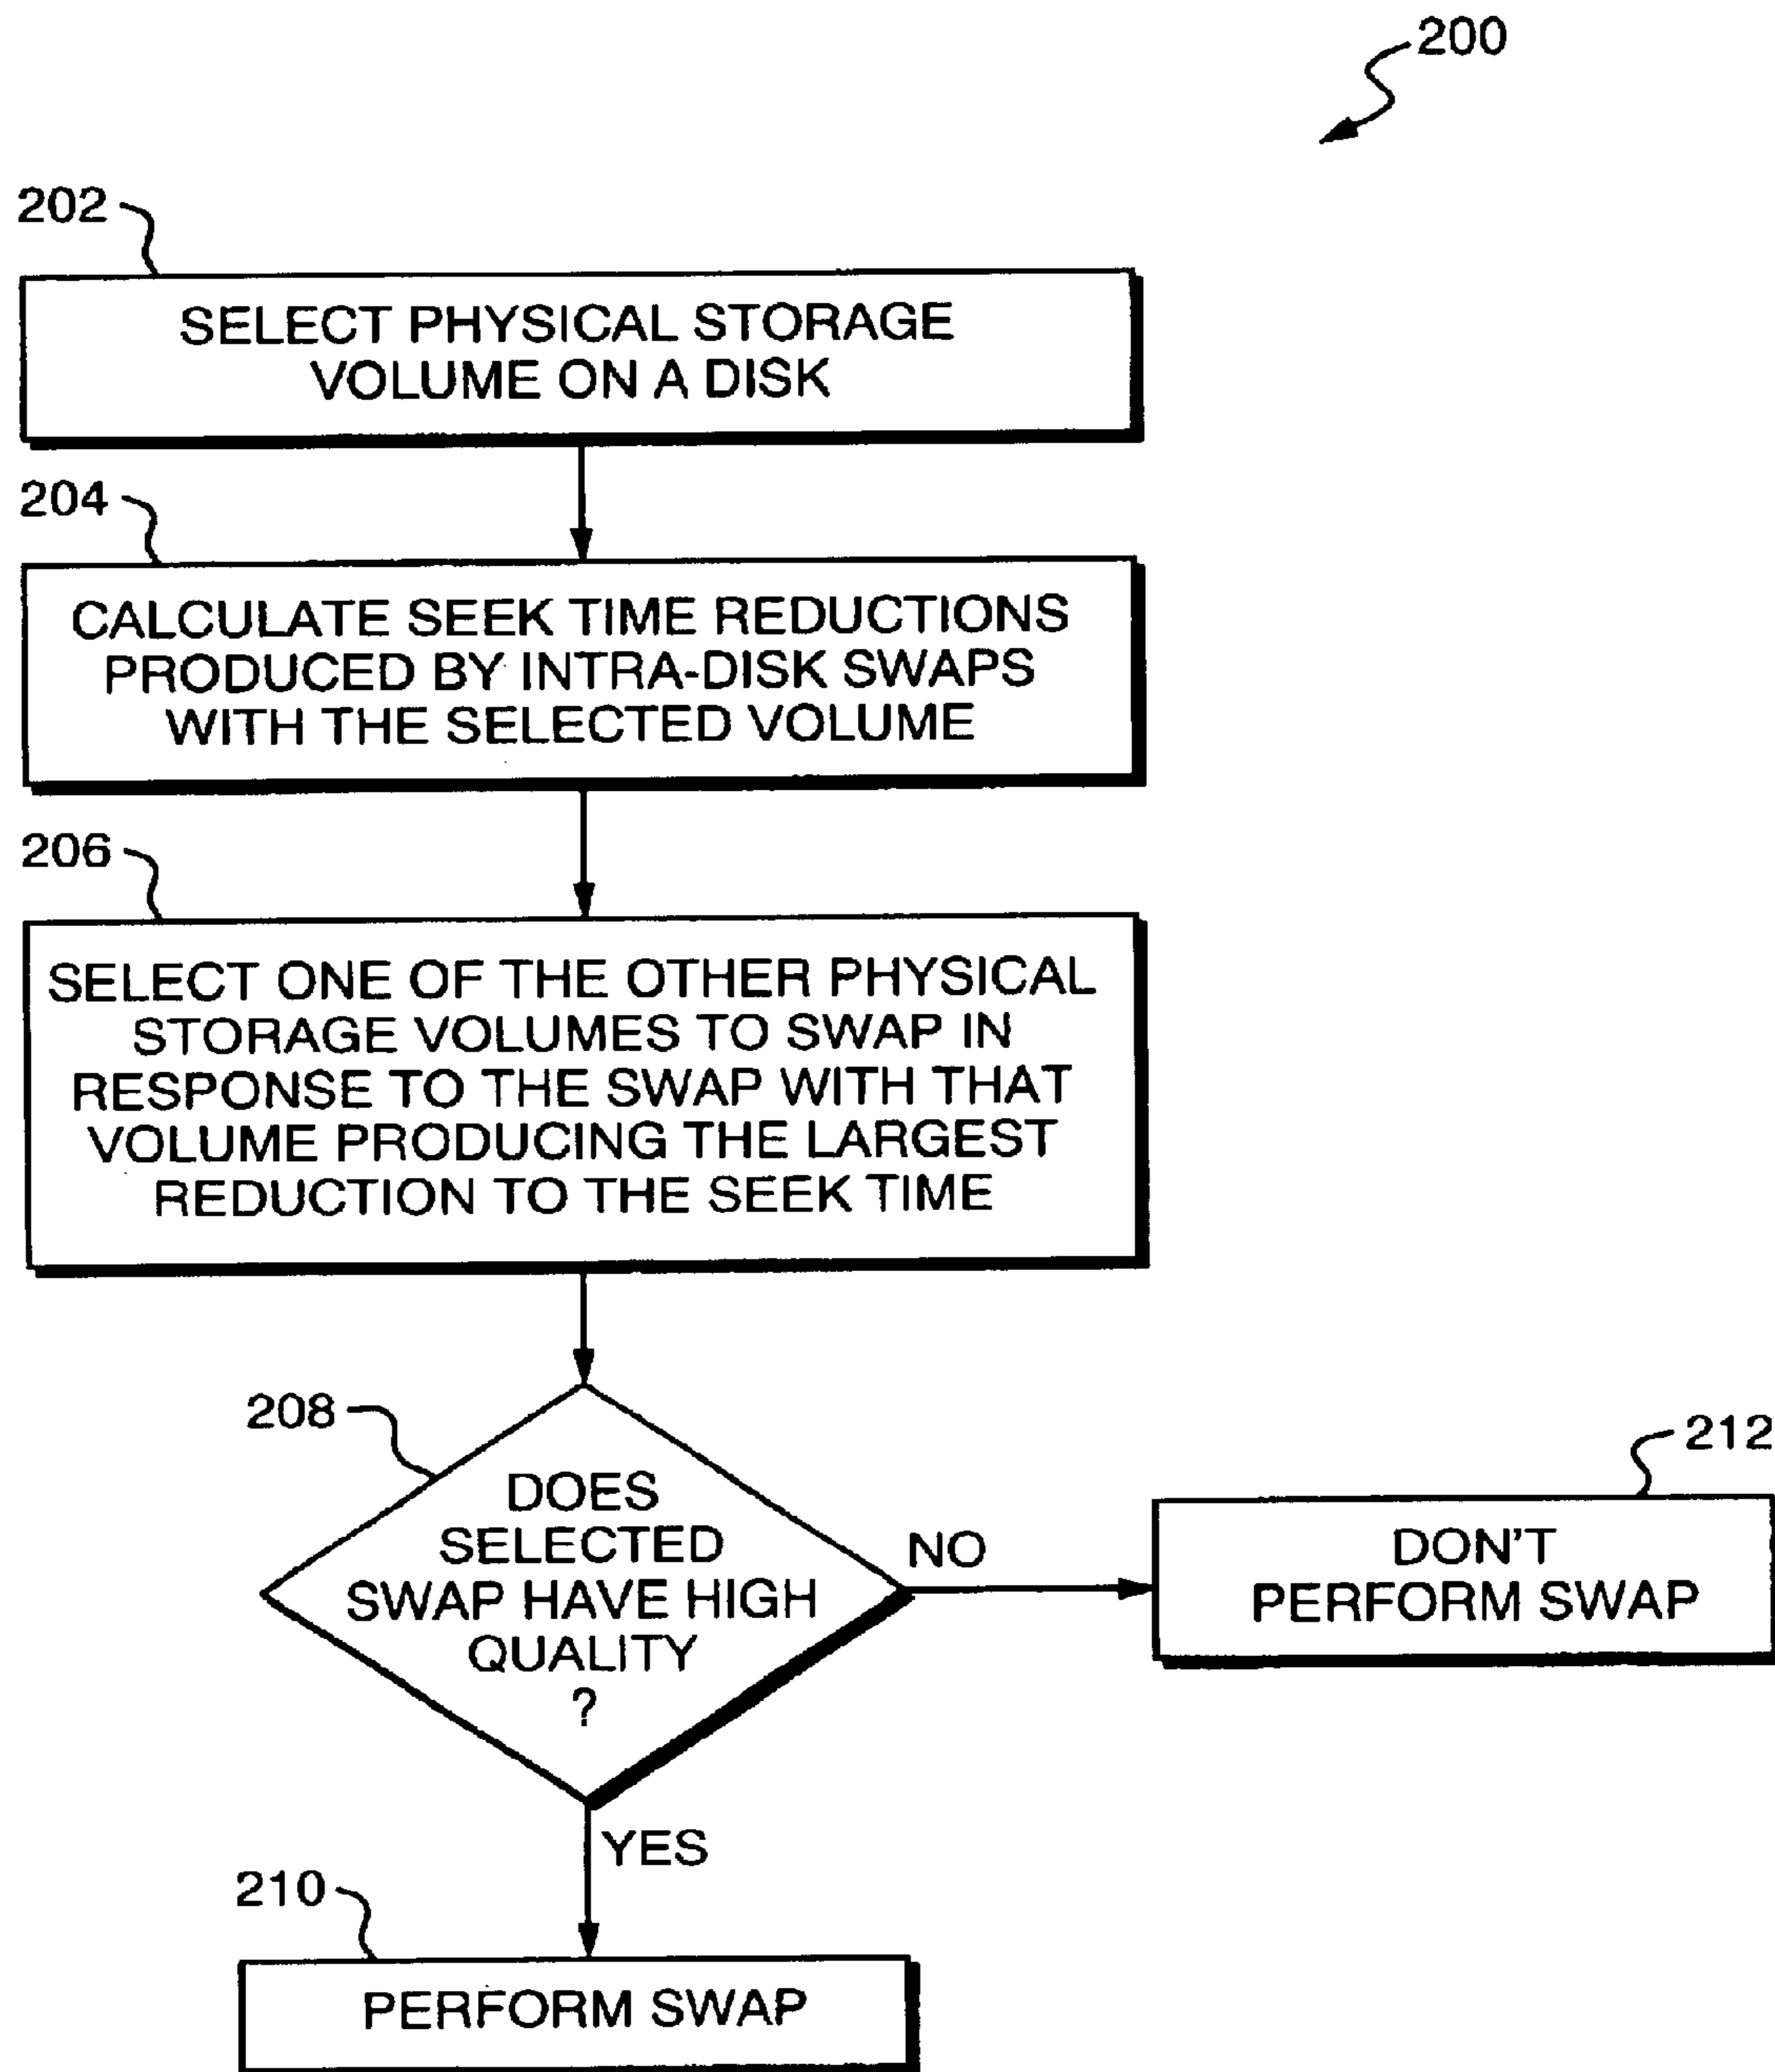 200
202
SELECT PHYSICAL STORAGE
VOLUME ON A DISK
204
CALCULATE SEEK TIME REDUCTIONS
PRODUCED BY INTRA-DISK SWAPS
WITH THE SELECTED VOLUME
206
SELECT ONE OF THE OTHER PHYSICAL
STORAGE VOLUMES TO SWAP IN
RESPONSE TO THE SWAP WITH THAT
VOLUME PRODUCING THE LARGEST
REDUCTION TO THE SEEK TIME
208
DOES
SELECTED
SWAP HAVE HIGH
QUALITY
?
NO
212
DON'T
PERFORM SWAP
YES
210
PERFORM SWAP